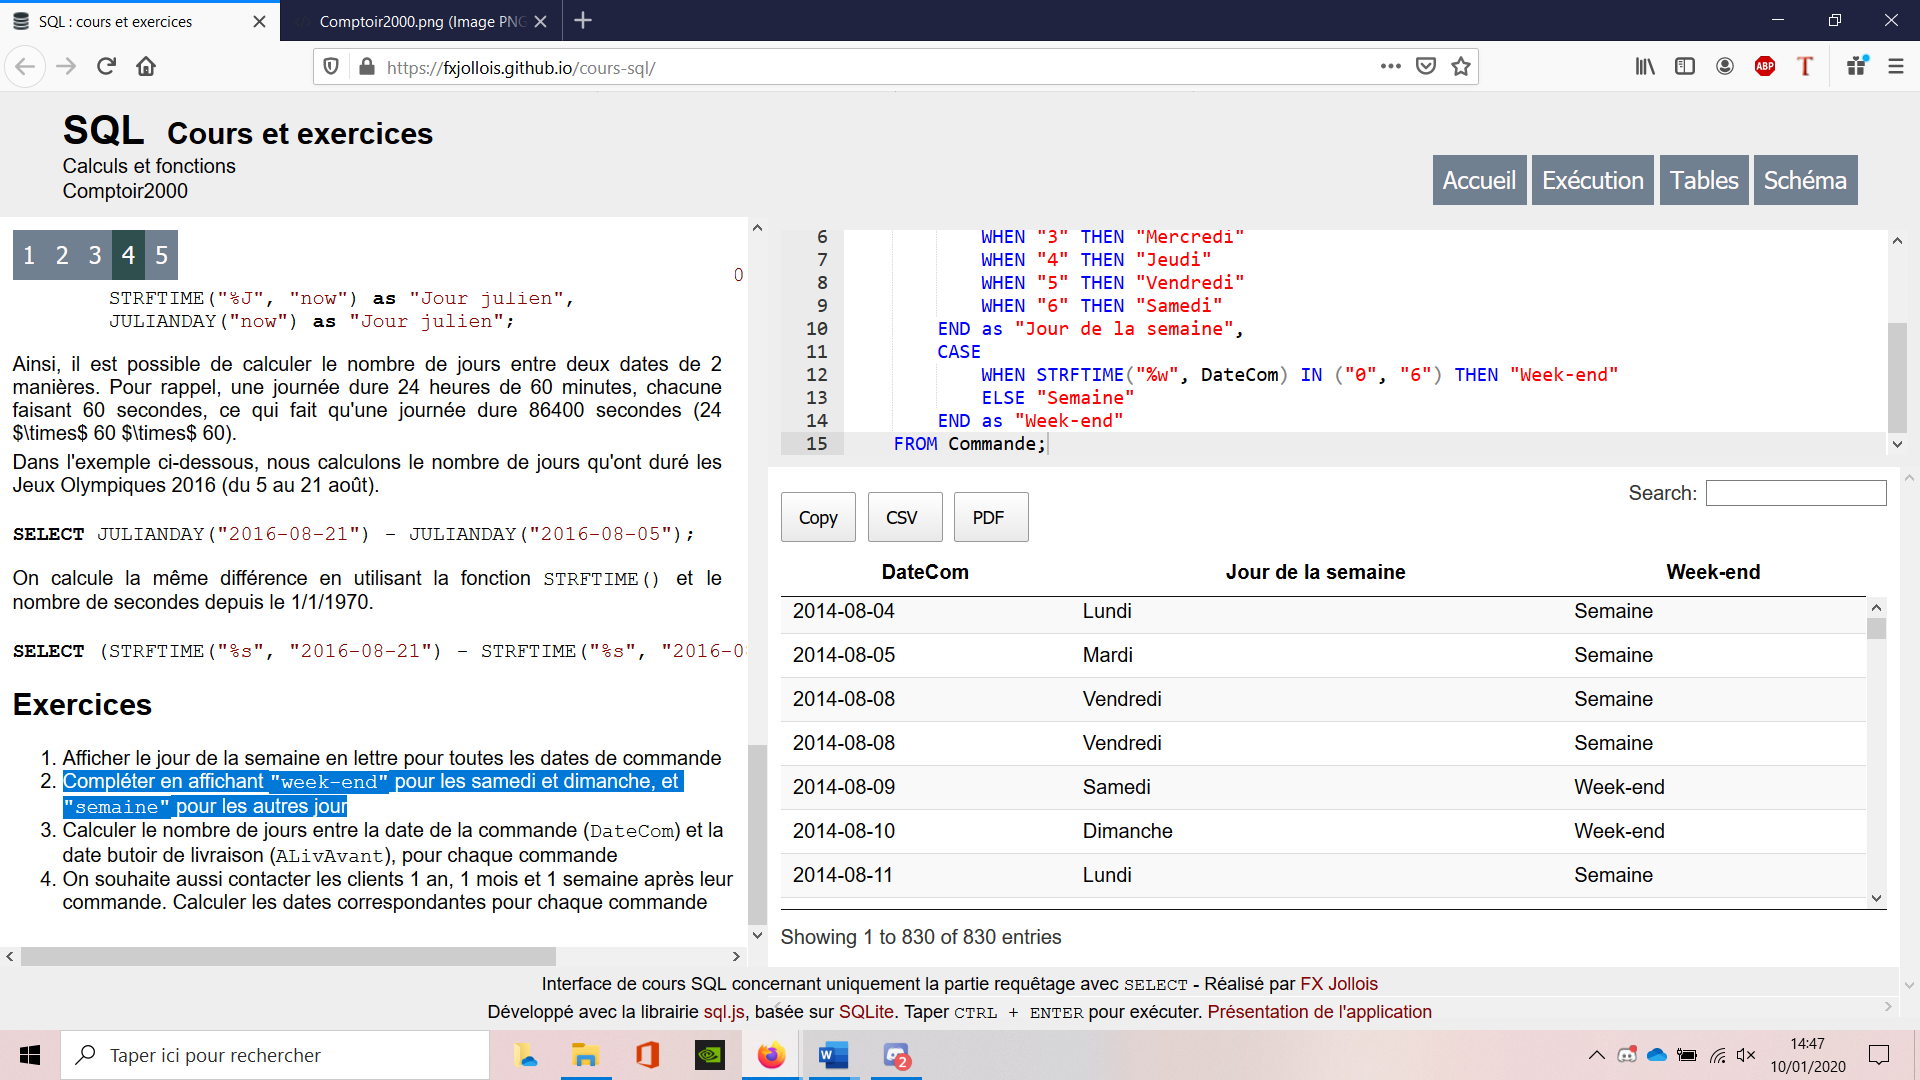 SQL : cours et exercices
Comptoir2000.png (Image PNG
https://fxjollois.github.io/cours-sql/
ABP
T
SQL Cours et exercices
Calculs et fonctions
Comptoir2000
Accueil
Exécution
Tables
Schéma
1 2 3 4 5
0
STRFTIME("%J", "now") as "Jour julien",
JULIANDAY("now") as "Jour julien";
Ainsi, il est possible de calculer le nombre de jours entre deux dates de 2
manières. Pour rappel, une journée dure 24 heures de 60 minutes, chacune
faisant 60 secondes, ce qui fait qu'une journée dure 86400 secondes (24
$\times$ 60 $\times$ 60).
Dans l'exemple ci-dessous, nous calculons le nombre de jours qu'ont duré les
Jeux Olympiques 2016 (du 5 au 21 août).
SELECT JULIANDAY("2016-08-21") - JULIANDAY("2016-08-05");
On calcule la même différence en utilisant la fonction STRFTIME() et le
nombre de secondes depuis le 1/1/1970.
SELECT (STRFTIME("%s", "2016-08-21") - STRFTIME("%s", "2016-0
Exercices
1. Afficher le jour de la semaine en lettre pour toutes les dates de commande
2. Compléter en affichant "week-end" pour les samedi et dimanche, et
"semaine" pour les autres jour
3. Calculer le nombre de jours entre la date de la commande (DateCom) et la
date butoir de livraison (ALivAvant), pour chaque commande
4. On souhaite aussi contacter les clients 1 an, 1 mois et 1 semaine après leur
commande. Calculer les dates correspondantes pour chaque commande
6 WHEN "3" THEN "Mercredi"
7 WHEN "4" THEN "Jeudi"
8 WHEN "5" THEN "Vendredi"
9 WHEN "6" THEN "Samedi"
10 END as "Jour de la semaine",
11 CASE
12 WHEN STRFTIME("%w", DateCom) IN ("0", "6") THEN "Week-end"
13 ELSE "Semaine"
14 END as "Week-end"
15 FROM Commande;
Search:
Copy
CSV
PDF
DateCom Jour de la semaine Week-end
2014-08-04 Lundi Semaine
2014-08-05 Mardi Semaine
2014-08-08 Vendredi Semaine
2014-08-08 Vendredi Semaine
2014-08-09 Samedi Week-end
2014-08-10 Dimanche Week-end
2014-08-11 Lundi Semaine
Showing 1 to 830 of 830 entries
Interface de cours SQL concernant uniquement la partie requêtage avec SELECT - Réalisé par FX Jollois
Développé avec la librairie sql.js, basée sur SQLite. Taper CTRL + ENTER pour exécuter. Présentation de l'application
Taper ici pour rechercher
2
14:47
10/01/2020